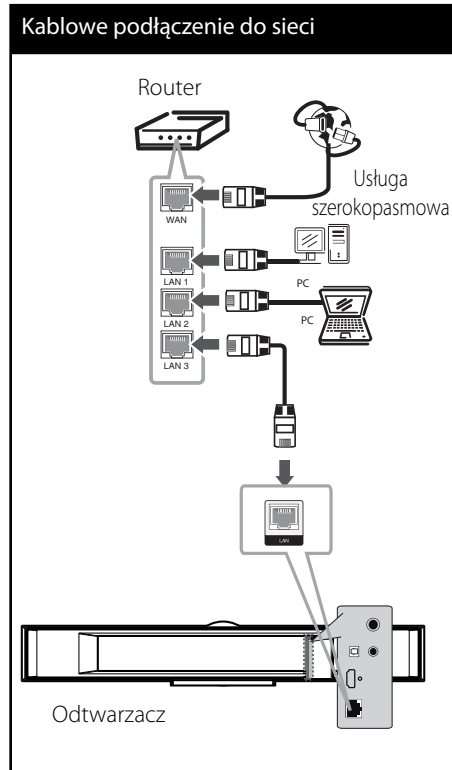 Kablowe podłączenie do sieci
Router
Usługa
szerokopasmowa
WAN
LAN 1
PC
LAN 2
PC
LAN 3
LAN
Odtwarzacz